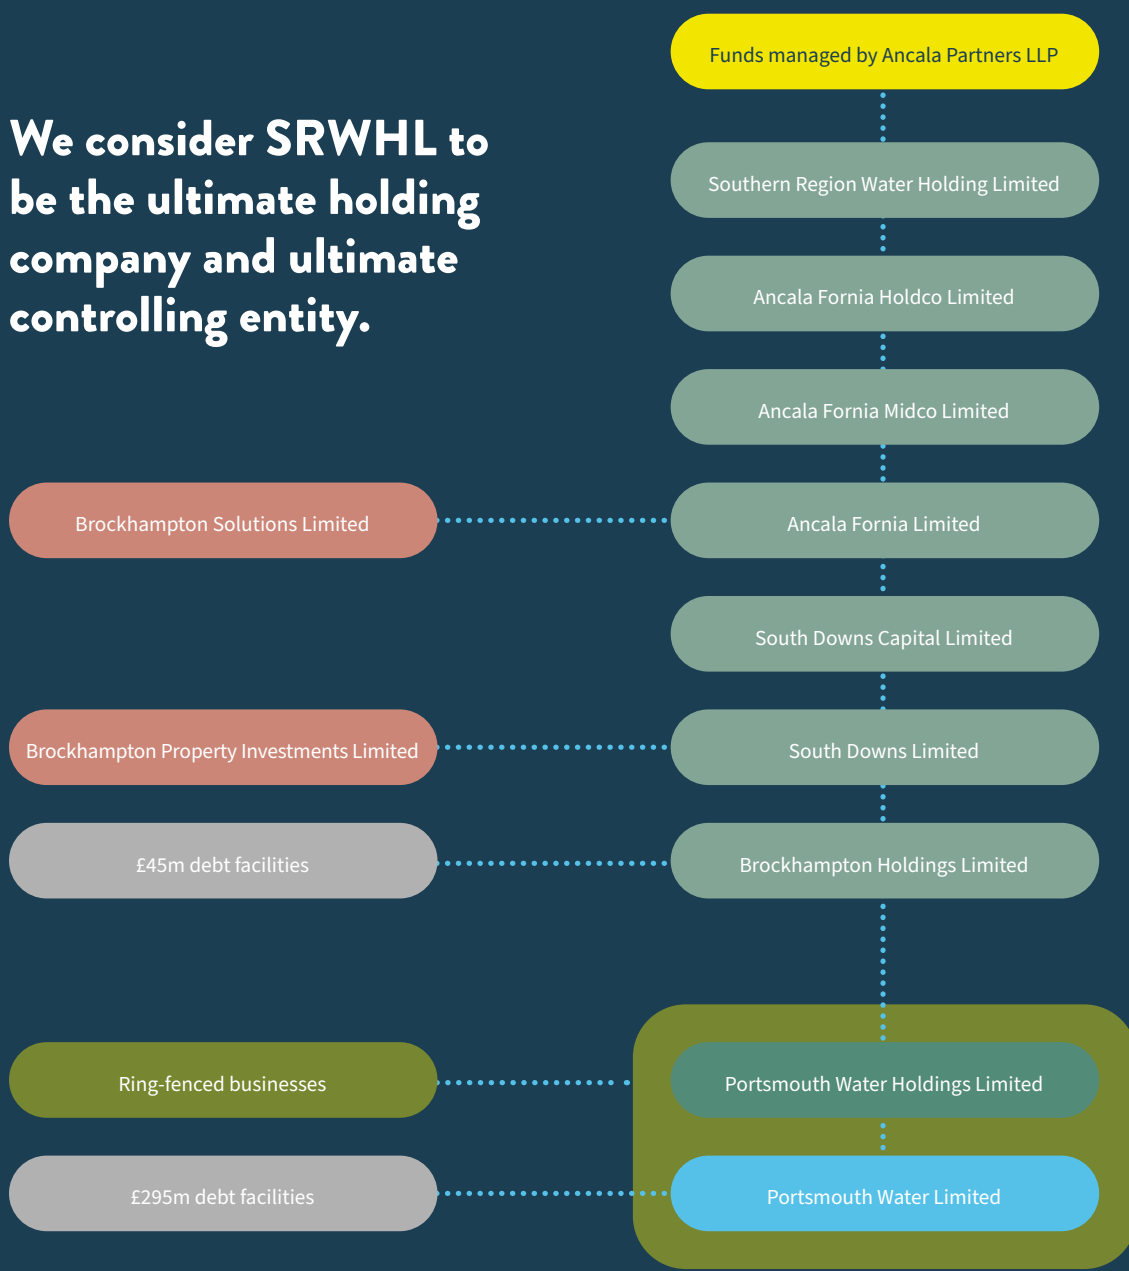 Funds managed by Ancala Partners LLP
We consider SRWHL to
be the ultimate holding
company and ultimate
controlling entity.
Southern Region Water Holding Limited
Ancala Fornia Holdco Limited
Ancala Fornia Midco Limited
Brockhampton Solutions Limited
Ancala Fornia Limited
South Downs Capital Limited
Brockhampton Property Investments Limited
South Downs Limited
£45m debt facilities
Brockhampton Holdings Limited
Ring-fenced businesses
Portsmouth Water Holdings Limited
£295m debt facilities
Portsmouth Water Limited